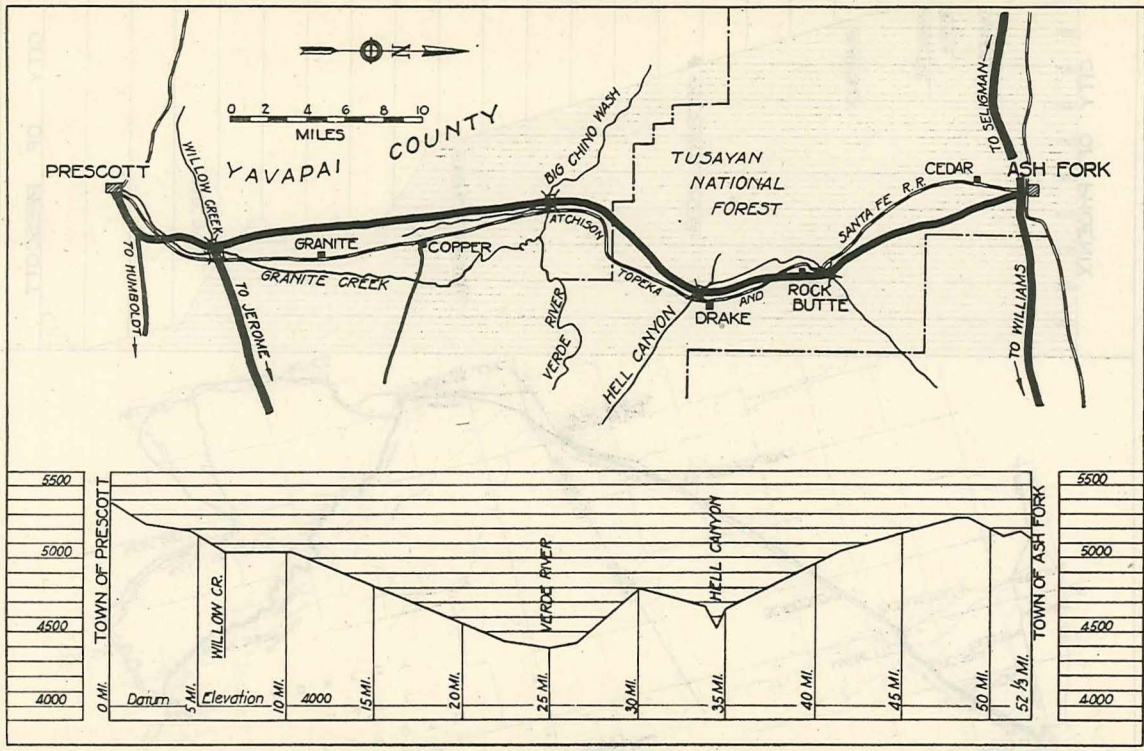 N
0 2 4 6 8 10
MILES
YAVAPAI COUNTY
PRESCOTT
WILLOW CREEK
TO HUMBOLDT
TO JEROME
GRANITE
GRANITE CREEK
COPPER
BIG CHINO WASH
ATCHISON
TOPEKA
AND
SANTA FE R.R.
VERDE RIVER
HELL CANYON
DRAKE
ROCK
BUTTE
TUSAYAN
NATIONAL
FOREST
CEDAR
ASH FORK
TO SELIGMAN
TO WILLIAMS
5500
5000
4500
4000
TOWN OF PRESCOTT
0 MI.
Datum
5 MI.
WILLOW CR.
Elevation
10 MI.
4000
15 MI.
20 MI.
VERDE RIVER
25 MI.
30 MI.
HELL CANYON
35 MI.
40 MI.
45 MI.
50 MI.
52 1/3 MI.
TOWN OF ASH FORK
5500
5000
4500
4000